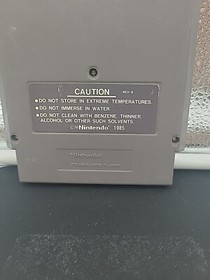 CAUTION
•DO NOT STORE IN EXTREME TEMPERATURES.
•DO NOT IMMERSE IN WATER.
•DO NOT CLEAN WITH BENZENE, THINNER,
ALCOHOL OR OTHER SUCH SOLVENTS.
©Nintendo 1985